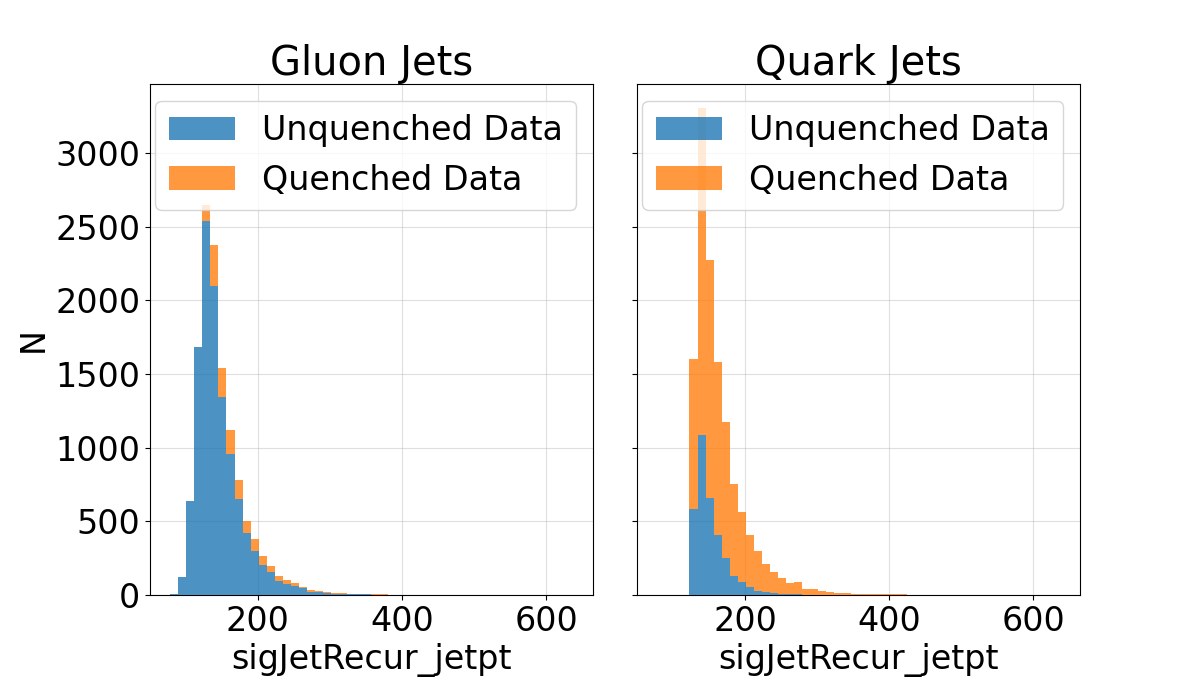 Gluon Jets
Quark Jets
Unquenched Data
Quenched Data
Unquenched Data
Quenched Data
3000
2500
2000
1500
1000
500
0
N
200
400
600
200
400
600
sigJetRecur_jetpt
sigJetRecur_jetpt